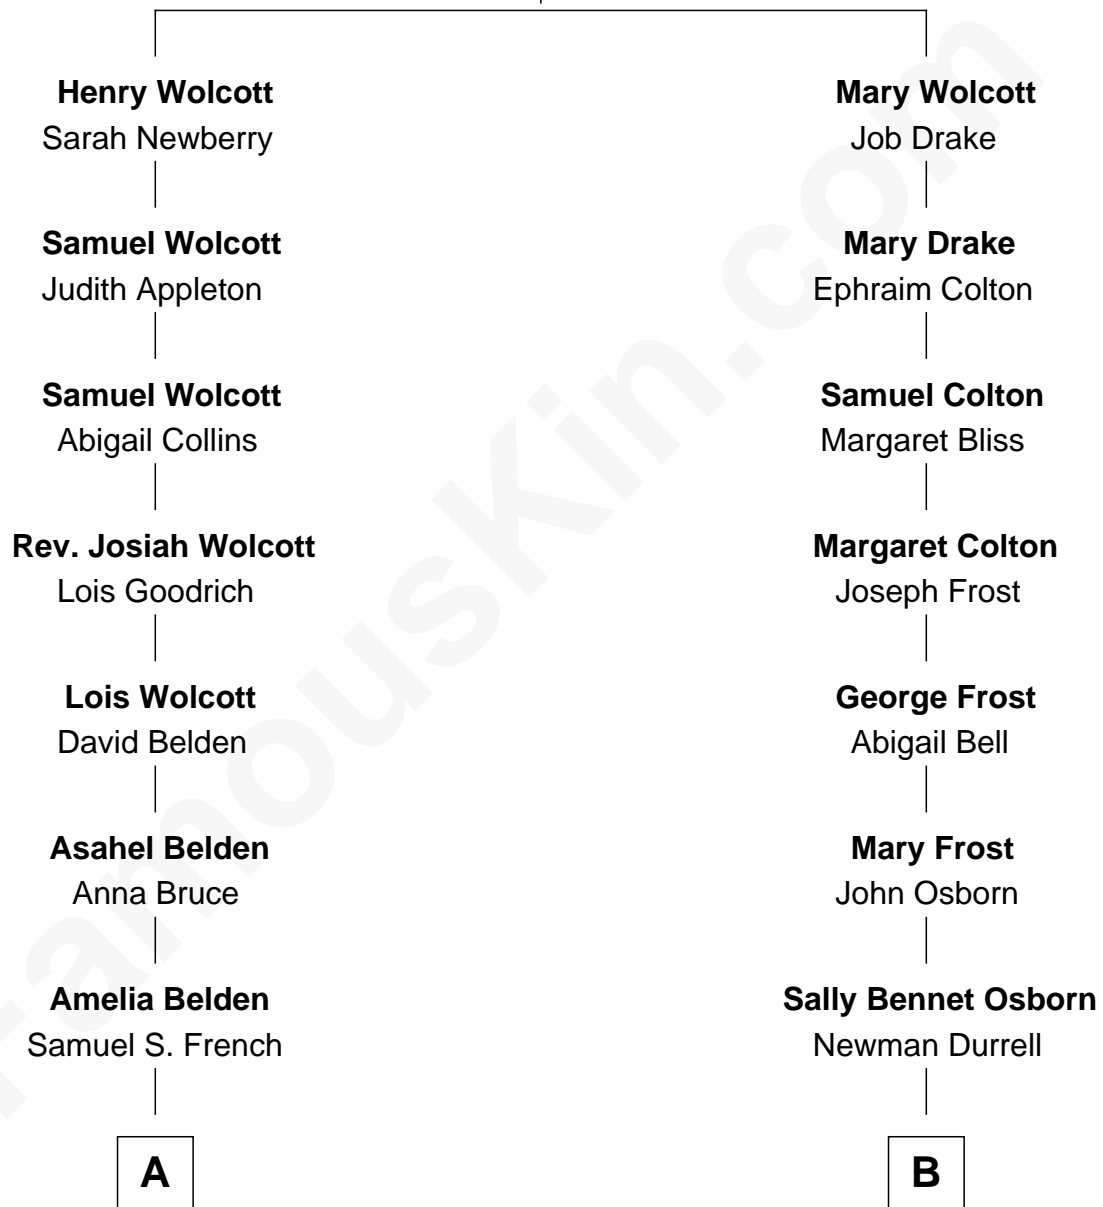 Henry Wolcott
Sarah Newberry
Samuel Wolcott
Judith Appleton
Samuel Wolcott
Abigail Collins
Rev. Josiah Wolcott
Lois Goodrich
Lois Wolcott
David Belden
Asahel Belden
Anna Bruce
Amelia Belden
Samuel S. French
A
Mary Wolcott
Job Drake
Mary Drake
Ephraim Colton
Samuel Colton
Margaret Bliss
Margaret Colton
Joseph Frost
George Frost
Abigail Bell
Mary Frost
John Osborn
Sally Bennet Osborn
Newman Durrell
B
FamousKin.com